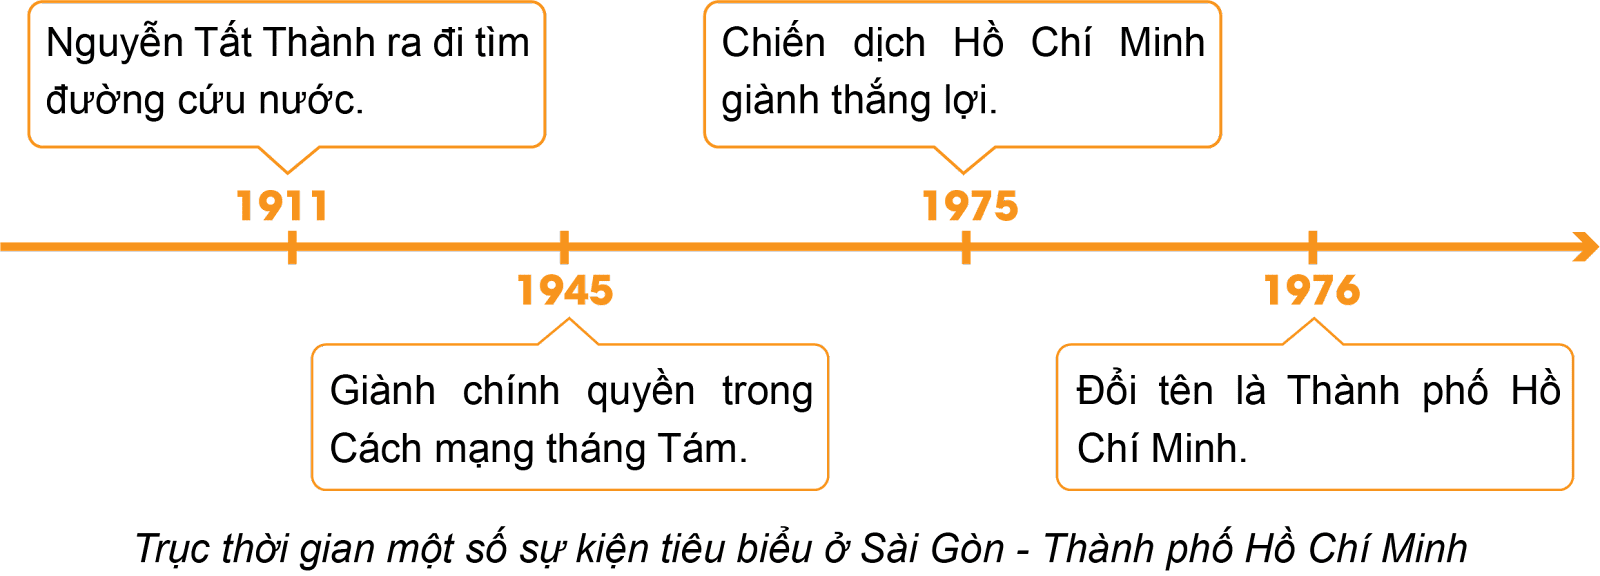 Nguyễn Tất Thành ra đi tìm
đường cứu nước.
Chiến dịch Hồ Chí Minh
giành thắng lợi.
1911
1975
1945
1976
Giành chính quyền trong
Cách mạng tháng Tám.
Đổi tên là Thành phố Hồ
Chí Minh.
Trục thời gian một số sự kiện tiêu biểu ở Sài Gòn - Thành phố Hồ Chí Minh